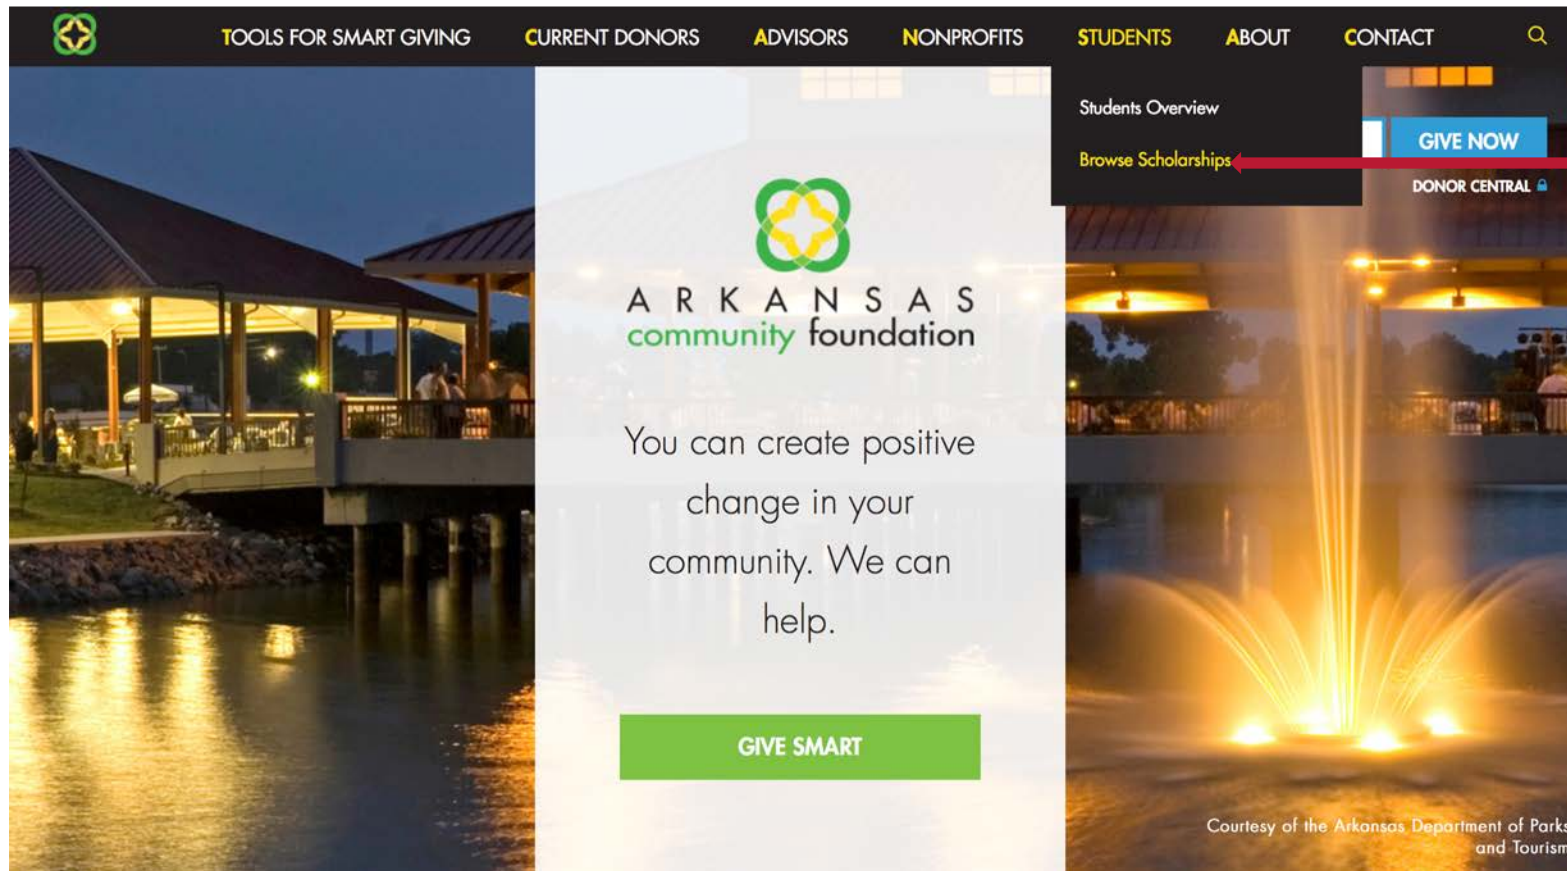 TOOLS FOR SMART GIVING CURRENT DONORS ADVISORS NONPROFITS STUDENTS ABOUT CONTACT
Students Overview
Browse Scholarships
GIVE NOW
DONOR CENTRAL
ARKANSAS
community foundation
You can create positive
change in your
community. We can
help.
GIVE SMART
Courtesy of the Arkansas Department of Parks
and Tourism